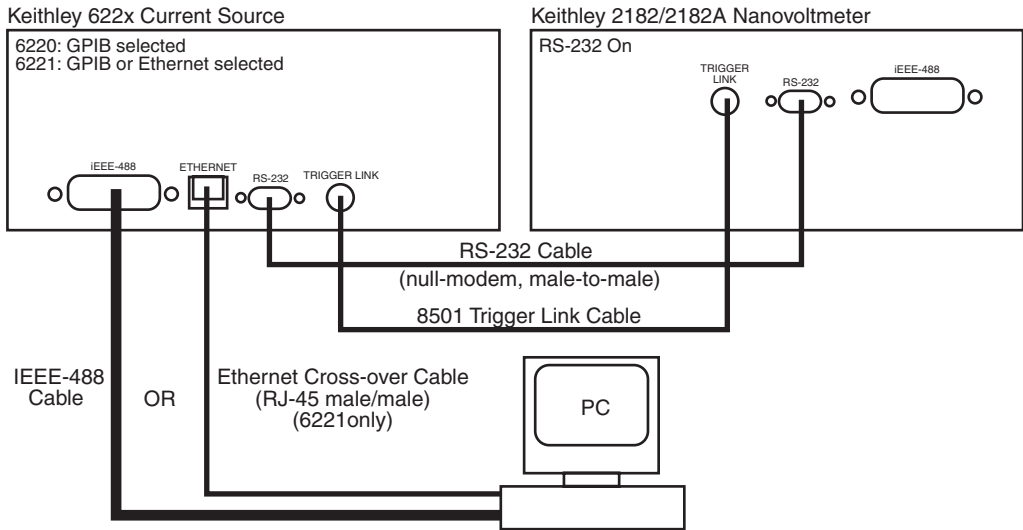 Keithley 622x Current Source
6220: GPIB selected
6221: GPIB or Ethernet selected
iEEE-488
ETHERNET
RS-232
TRIGGER LINK
Keithley 2182/2182A Nanovoltmeter
RS-232 On
TRIGGER
LINK
RS-232
iEEE-488
RS-232 Cable
(null-modem, male-to-male)
8501 Trigger Link Cable
IEEE-488
Cable
OR
Ethernet Cross-over Cable
(RJ-45 male/male)
(6221only)
PC